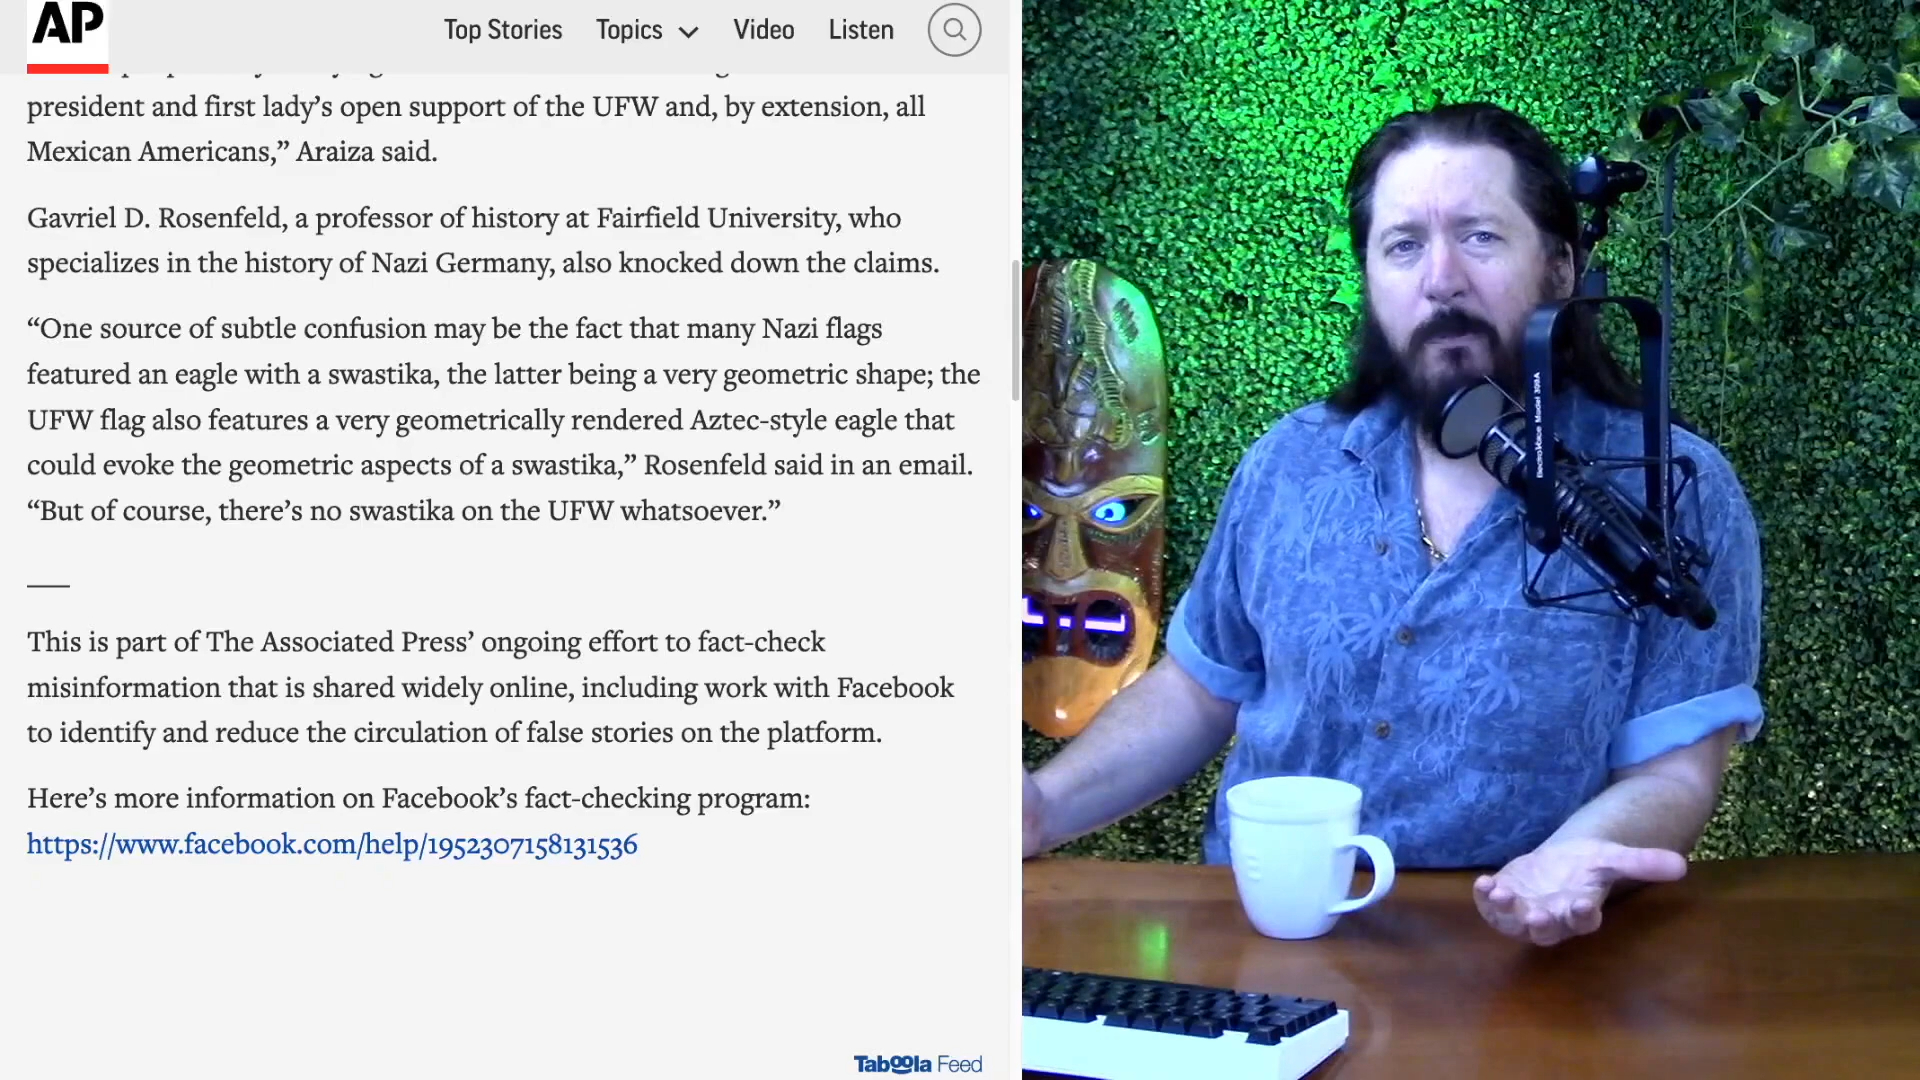 AP
Top Stories Topics Video Listen
president and first lady’s open support of the UFW and, by extension, all
Mexican Americans,” Araiza said.
Gavriel D. Rosenfeld, a professor of history at Fairfield University, who
specializes in the history of Nazi Germany, also knocked down the claims.
“One source of subtle confusion may be the fact that many Nazi flags
featured an eagle with a swastika, the latter being a very geometric shape; the
UFW flag also features a very geometrically rendered Aztec-style eagle that
could evoke the geometric aspects of a swastika,” Rosenfeld said in an email.
“But of course, there’s no swastika on the UFW whatsoever.”
This is part of The Associated Press’ ongoing effort to fact-check
misinformation that is shared widely online, including work with Facebook
to identify and reduce the circulation of false stories on the platform.
Here’s more information on Facebook’s fact-checking program:
https://www.facebook.com/help/1952307158131536
Taboola Feed
ElectroVoice Model 309A